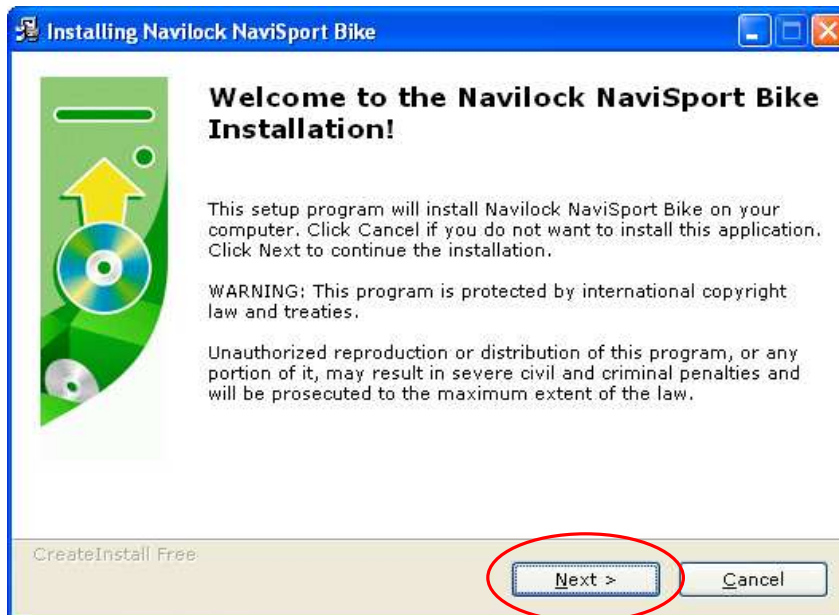 Installing Navilock NaviSport Bike
Welcome to the Navilock NaviSport Bike
Installation!
This setup program will install Navilock NaviSport Bike on your
computer. Click Cancel if you do not want to install this application.
Click Next to continue the installation.
WARNING: This program is protected by international copyright
law and treaties.
Unauthorized reproduction or distribution of this program, or any
portion of it, may result in severe civil and criminal penalties and
will be prosecuted to the maximum extent of the law.
CreateInstall Free
Next >
Cancel